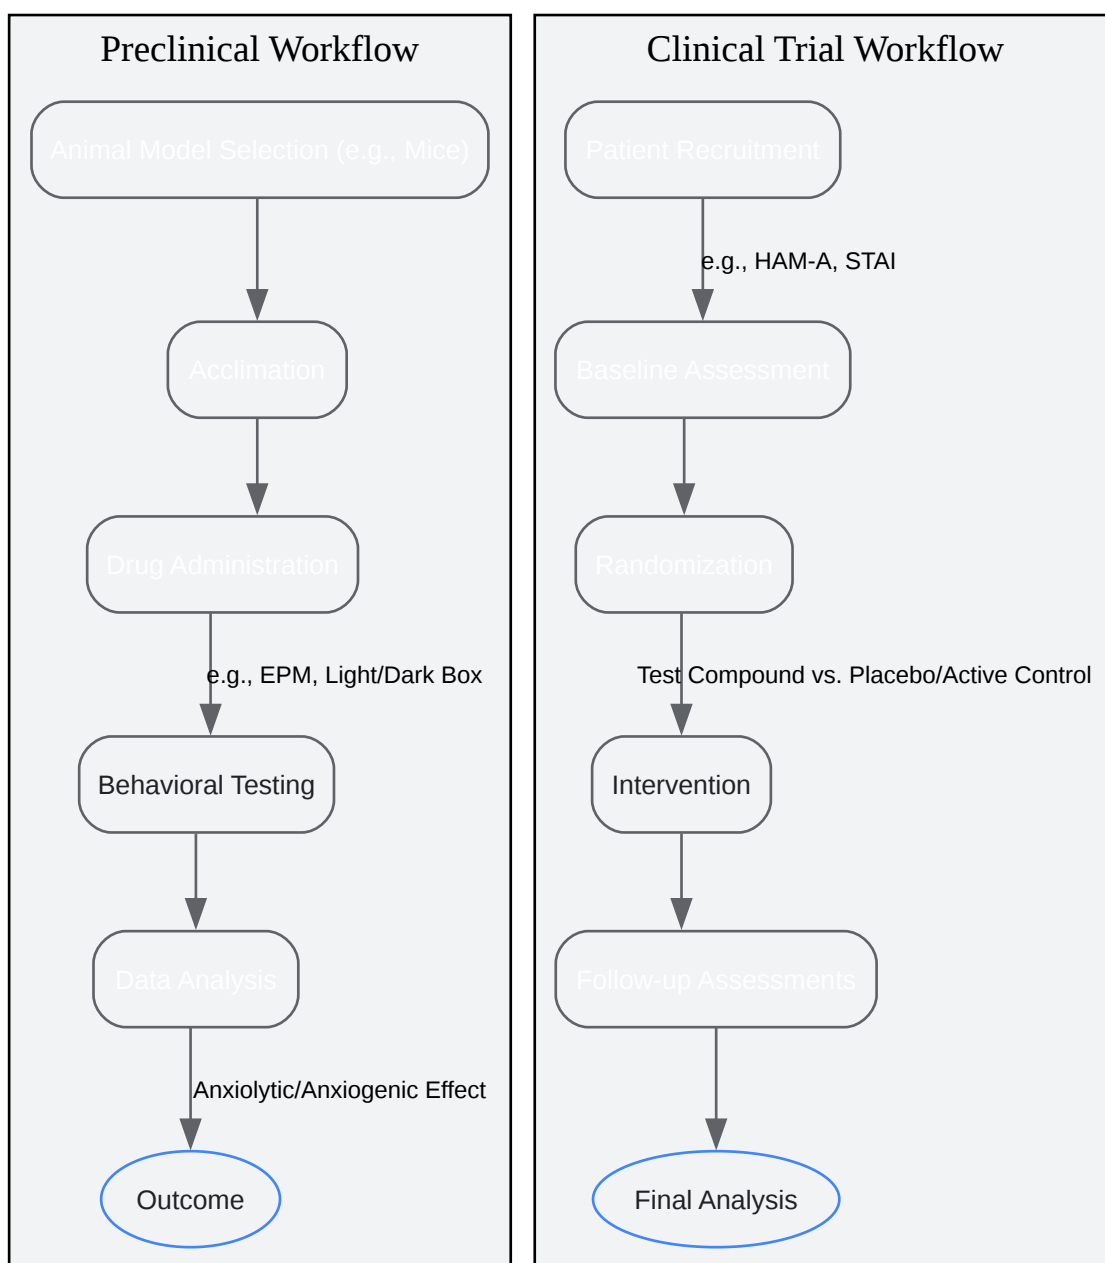 Preclinical Workflow
Animal Model Selection (e.g., Mice)
Acclimation
Drug Administration
e.g., EPM, Light/Dark Box
Behavioral Testing
Data Analysis
Anxiolytic/Anxiogenic Effect
Outcome
Clinical Trial Workflow
Patient Recruitment
e.g., HAM-A, STAI
Baseline Assessment
Randomization
Test Compound vs. Placebo/Active Control
Intervention
Follow-up Assessments
Final Analysis